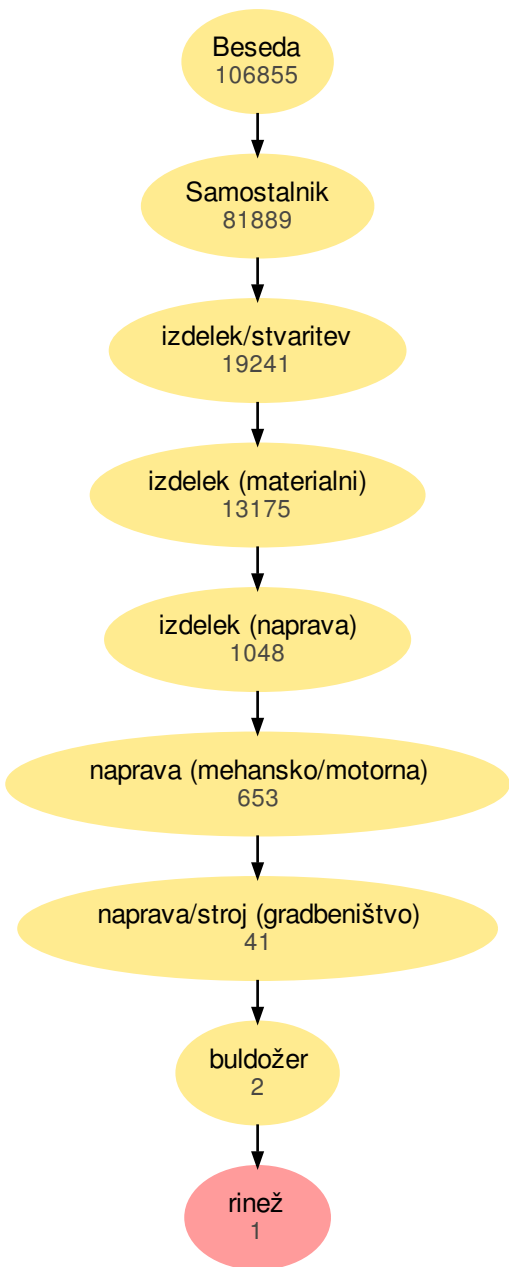 Beseda
106855
Samostalnik
81889
izdelek/stvaritev
19241
izdelek (materialni)
13175
izdelek (naprava)
1048
naprava (mehansko/motorna)
653
naprava/stroj (gradbeništvo)
41
buldožer
2
rinež
1